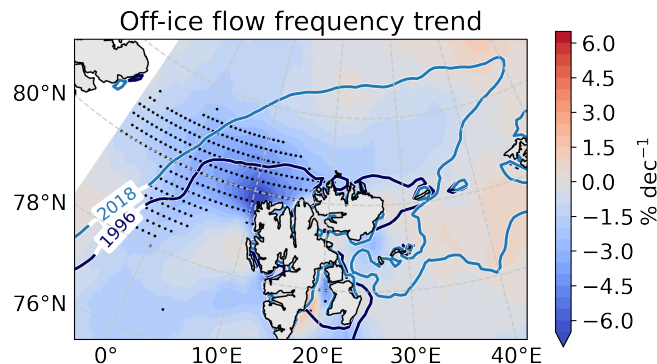 Off-ice flow frequency trend
80°N
78°N
76°N
0°
10°E
20°E
30°E
40°E
2018
1996
6.0
4.5
3.0
1.5
0.0
−1.5
−3.0
−4.5
−6.0
% dec⁻¹